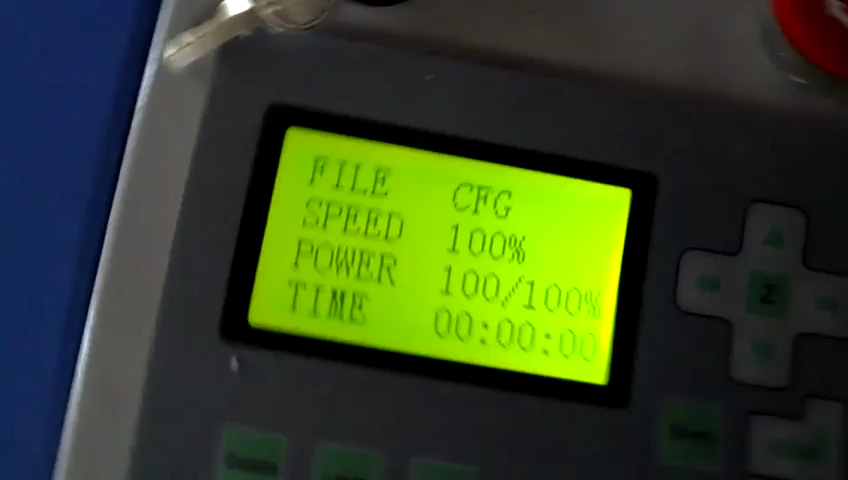 FILE CFG
SPEED 100%
POWER 100/100%
TIME 00:00:00
Z